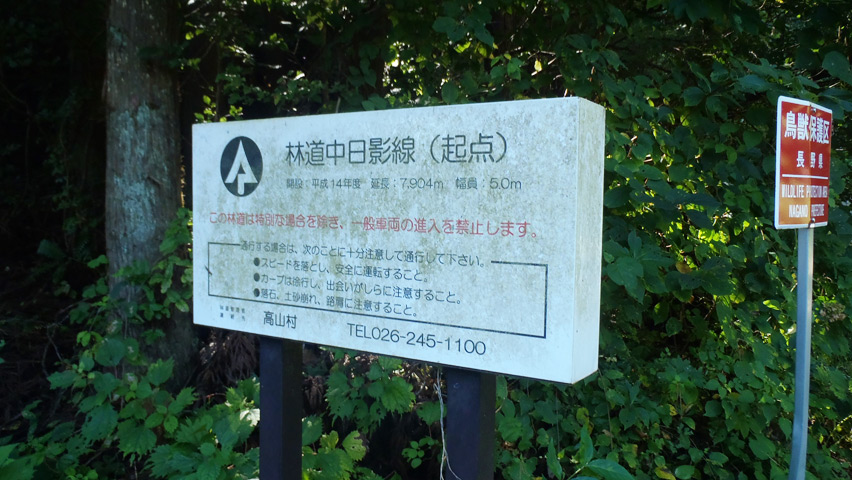 林道中日影線（起点）
開設：平成14年度 延長：7,904m 幅員：5.0m
この林道は特別な場合を除き、一般車両の進入を禁止します。
通行する場合は、次のことに十分注意して通行して下さい。
●スピードを落とし、安全に運転すること。
●カーブは徐行し、出会いがしらに注意すること。
●落石、土砂崩れ、路肩に注意すること。
高山村 TEL026-245-1100
鳥獣保護区
長野県
WILDLIFE PROTECTION AREA
NAGANO PREFECTURE